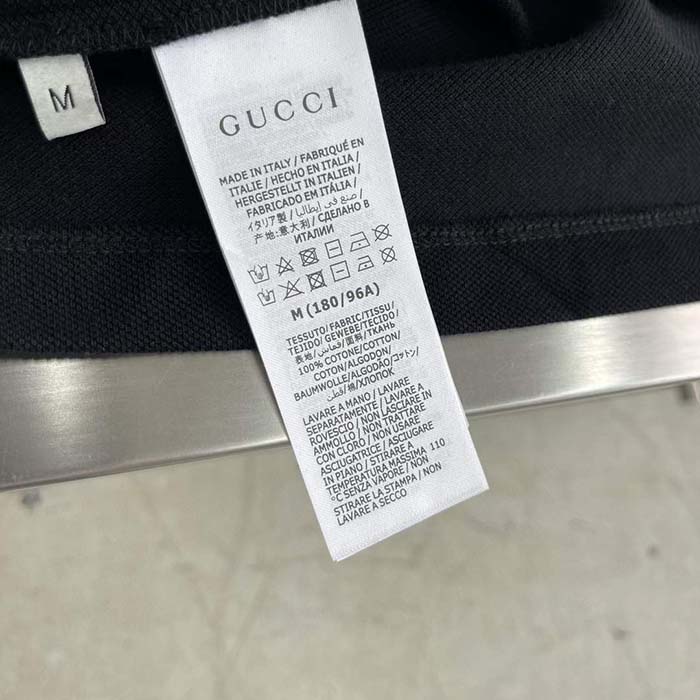 M
GUCCI
MADE IN ITALY / FABRIQUÉ EN
ITALIE / HECHO EN ITALIA /
HERGESTELLT IN ITALIEN /
FABRICADO EM ITÁLIA /
イタリア製 / صنع في إيطاليا /
产地:意大利 / СДЕЛАНО В
ИТАЛИИ
M (180/96A)
TESSUTO/ FABRIC/TISSU/
TEJIDO/ GEWEBE/TECIDO/
表地/ قماش/ 面料/ ТКАНЬ
100% COTONE/COTTON/
COTON/ALGODON/
BAUMWOLLE/ALGODÃO/コットン/
قطن/ 棉/ХЛОПОК
LAVARE A MANO / LAVARE
SEPARATAMENTE / LAVARE A
ROVESCIO / NON LASCIARE IN
AMMOLLO / NON TRATTARE
CON CLORO / NON USARE
ASCIUGATRICE / ASCIUGARE
IN PIANO / STIRARE A
TEMPERATURA MASSIMA 110
°C SENZA VAPORE / NON
STIRARE LA STAMPA / NON
LAVARE A SECCO